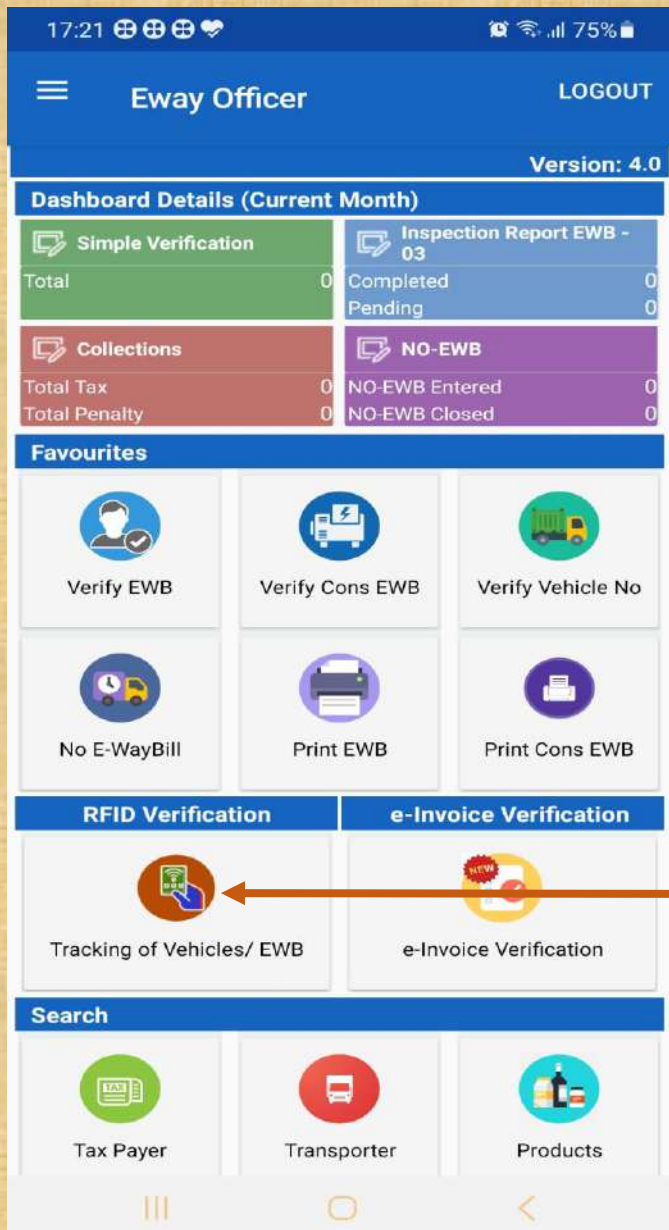 17:21
75%
Eway Officer
LOGOUT
Version: 4.0
Dashboard Details (Current Month)
Simple Verification
Total 0
Inspection Report EWB -
03
Completed 0
Pending 0
Collections
Total Tax 0
Total Penalty 0
NO-EWB
NO-EWB Entered 0
NO-EWB Closed 0
Favourites
Verify EWB
Verify Cons EWB
Verify Vehicle No
No E-WayBill
Print EWB
Print Cons EWB
RFID Verification
e-Invoice Verification
NEW
Tracking of Vehicles/ EWB
e-Invoice Verification
Search
TAX
Tax Payer
Transporter
Products